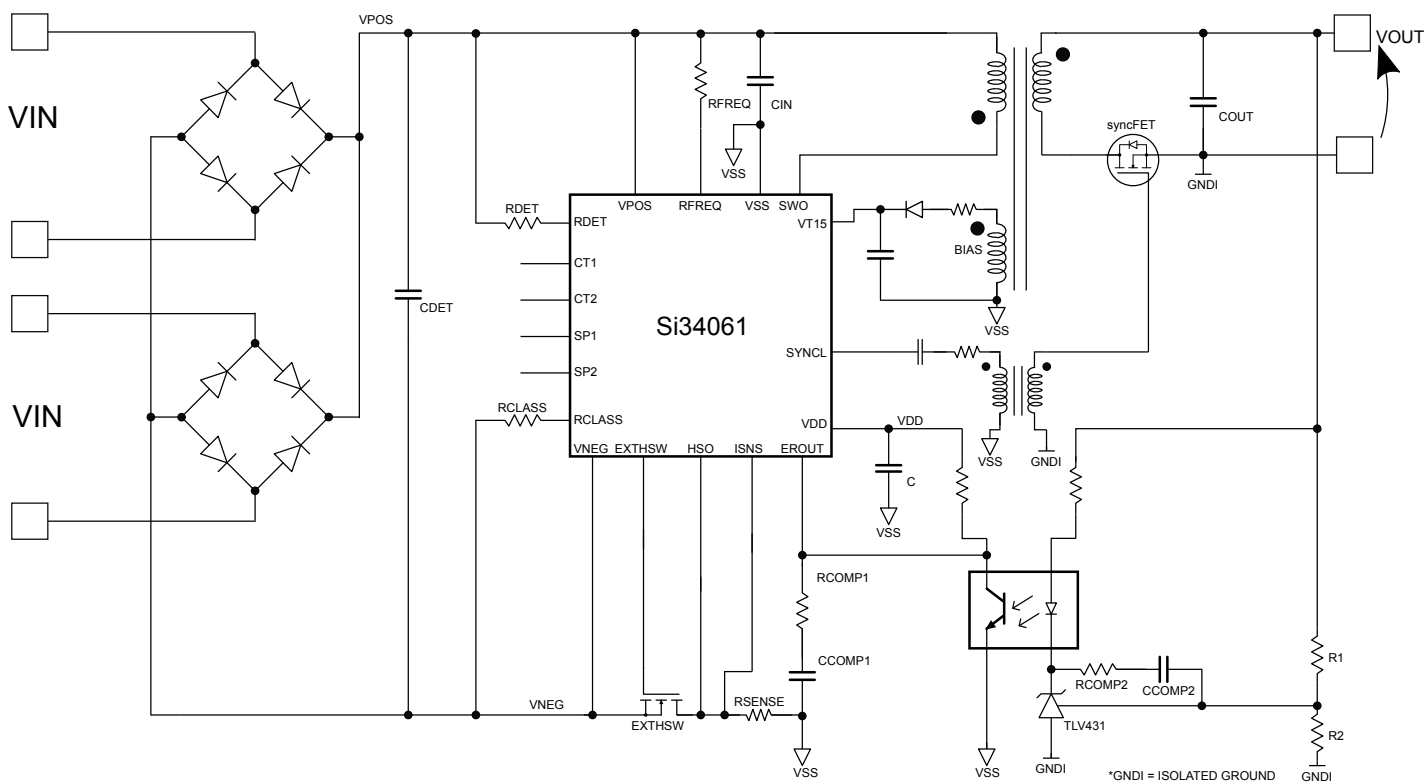 VPOS
VOUT
VIN
RFREQ
CIN
COUT
syncFET
VSS
GNDI
RDET
RDET
VPOS
RFREQ
VSS
SWO
VT15
BIAS
CT1
CT2
CDET
SP1
Si34061
VSS
SYNCL
SP2
VIN
RCLASS
RCLASS
VDD
VDD
VNEG
EXTHSW
HSO
ISNS
EROUT
VSS
GNDI
C
VSS
RCOMP1
CCOMP1
R1
RCOMP2
CCOMP2
VNEG
RSENSE
EXTHSW
TLV431
R2
VSS
VSS
GNDI
*GNDI = ISOLATED GROUND
GNDI